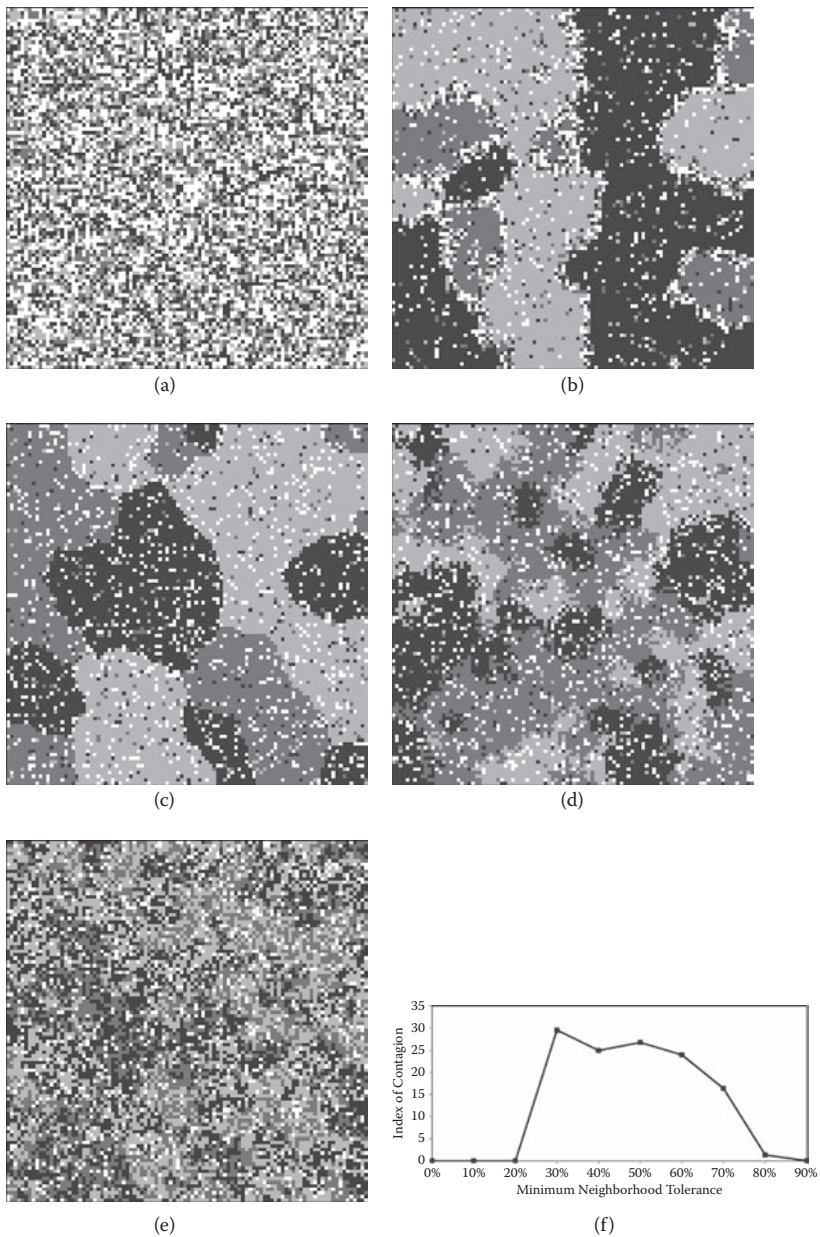 (a)
(b)
(c)
(d)
(e)
35
30
25
20
15
10
5
0
Index of Contagion
0% 10% 20% 30% 40% 50% 60% 70% 80% 90%
Minimum Neighborhood Tolerance
(f)